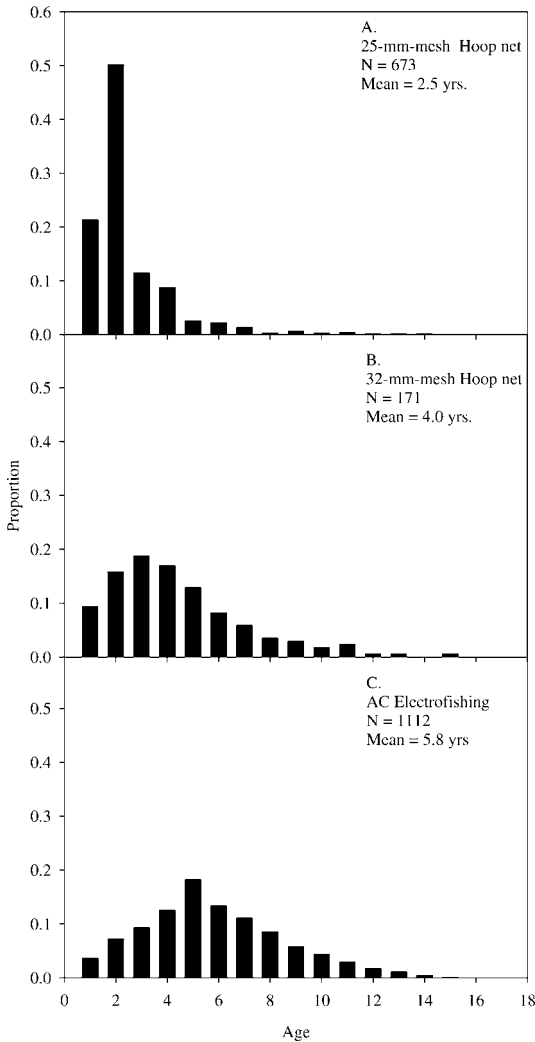 0.6
A.
25-mm-mesh Hoop net
N = 673
Mean = 2.5 yrs.
0.5
0.4
0.3
0.2
0.1
0.0
B.
32-mm-mesh Hoop net
N = 171
Mean = 4.0 yrs.
0.5
0.4
0.3
0.2
0.1
0.0
Proportion
C.
AC Electrofishing
N = 1112
Mean = 5.8 yrs
0.5
0.4
0.3
0.2
0.1
0.0
0 2 4 6 8 10 12 14 16 18
Age